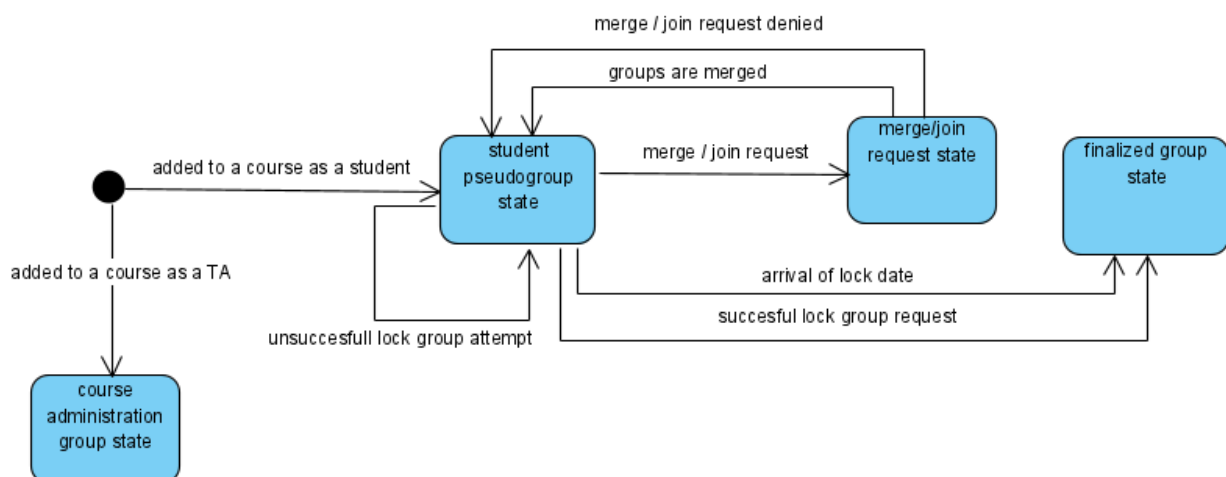 merge / join request denied
groups are merged
merge/join
request state
student
pseudogroup
state
merge / join request
finalized group
state
added to a course as a student
added to a course as a TA
arrival of lock date
succesful lock group request
unsuccesfull lock group attempt
course
administration
group state